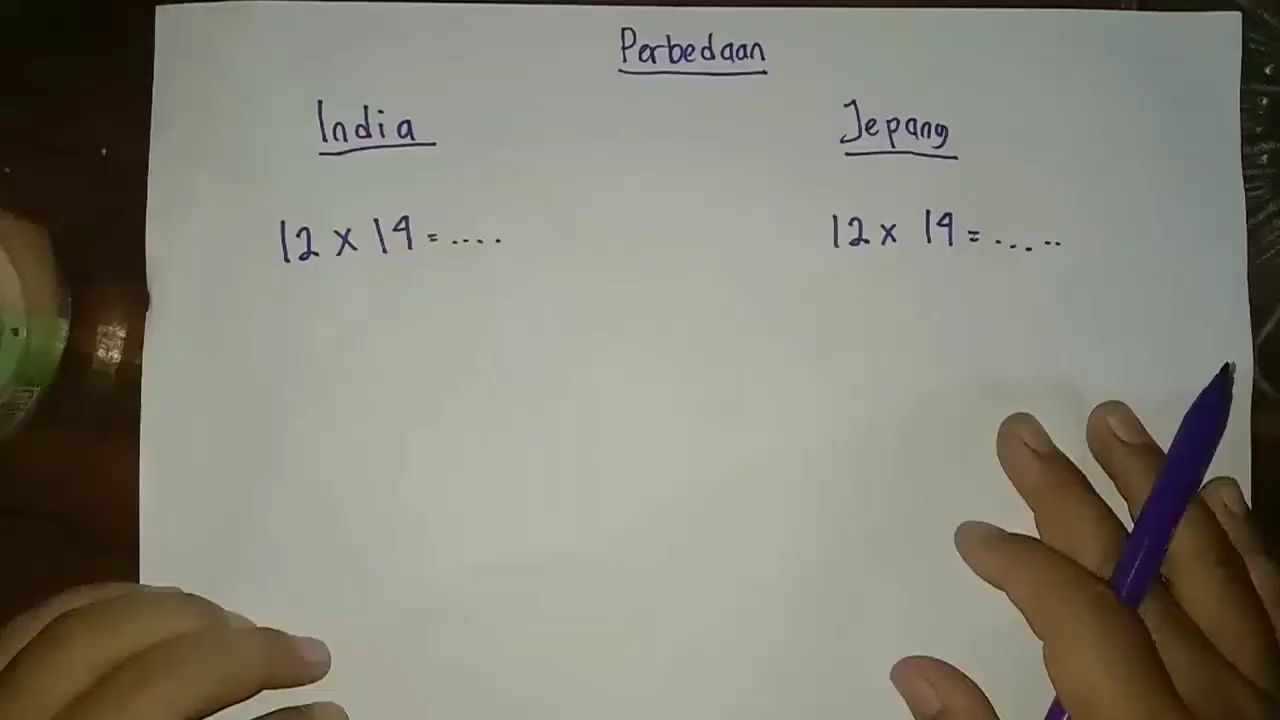 Perbedaan
India
Jepang
12 x 14 = ....
12 x 14 = .....